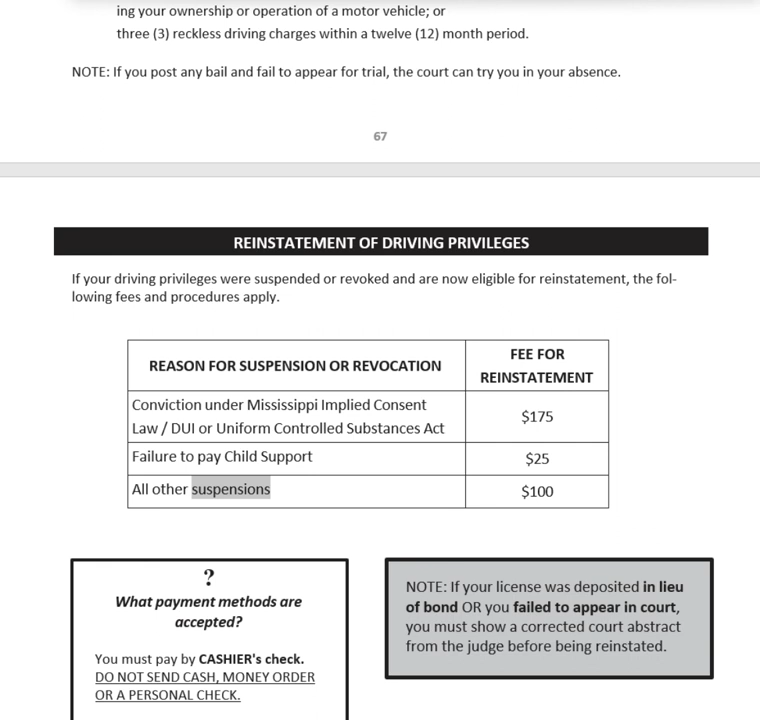 ing your ownership or operation of a motor vehicle; or
three (3) reckless driving charges within a twelve (12) month period.
NOTE: If you post any bail and fail to appear for trial, the court can try you in your absence.
67
REINSTATEMENT OF DRIVING PRIVILEGES
If your driving privileges were suspended or revoked and are now eligible for reinstatement, the fol-
lowing fees and procedures apply.
REASON FOR SUSPENSION OR REVOCATION
FEE FOR
REINSTATEMENT
Conviction under Mississippi Implied Consent
Law / DUI or Uniform Controlled Substances Act
$175
Failure to pay Child Support
$25
All other suspensions
$100
?
What payment methods are
accepted?
You must pay by CASHIER's check.
DO NOT SEND CASH, MONEY ORDER
OR A PERSONAL CHECK.
NOTE: If your license was deposited in lieu
of bond OR you failed to appear in court,
you must show a corrected court abstract
from the judge before being reinstated.